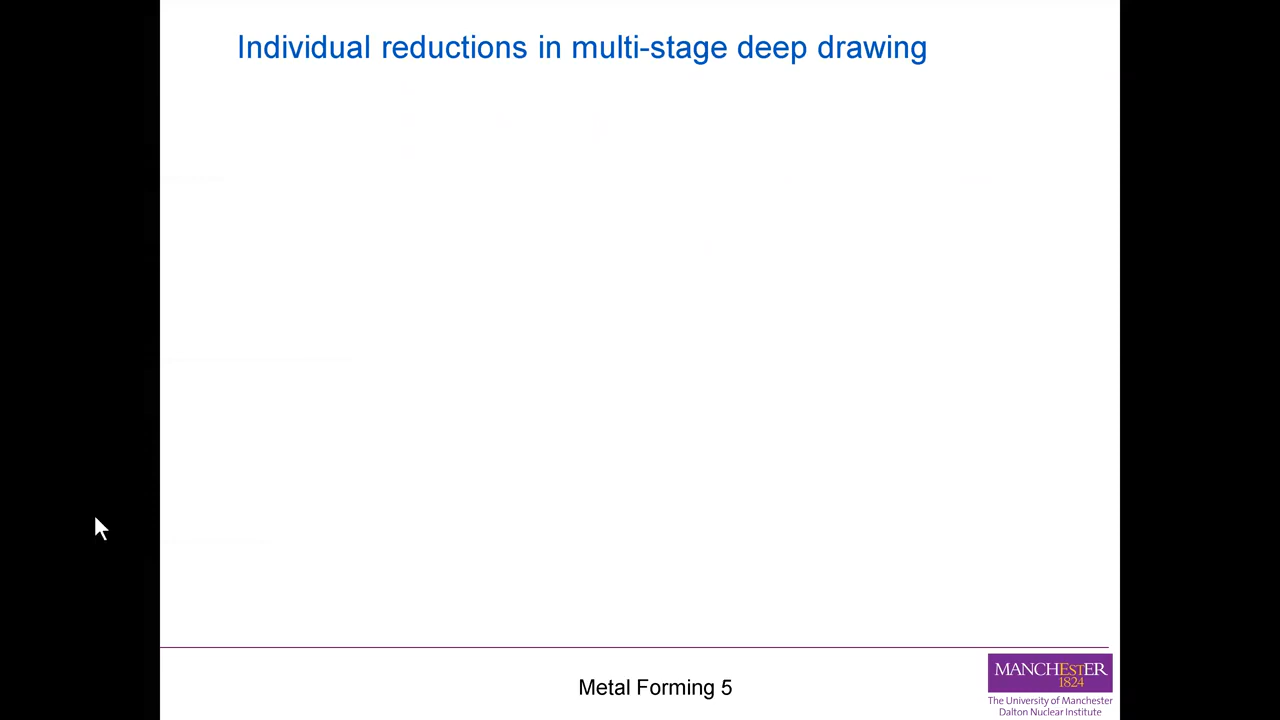 Individual reductions in multi-stage deep drawing
Metal Forming 5
MANCHESTER
1824
The University of Manchester
Dalton Nuclear Institute